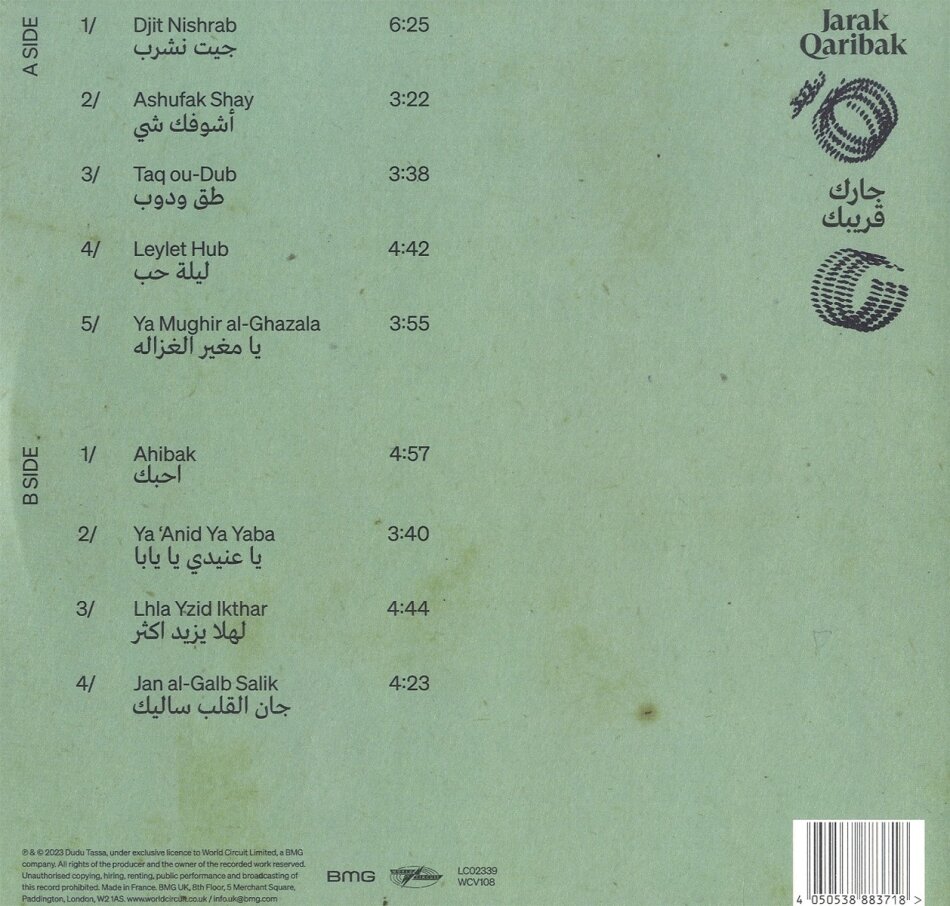 A SIDE
1/ Djit Nishrab 6:25
جيت نشرب
2/ Ashufak Shay 3:22
أشوفك شي
3/ Taq ou-Dub 3:38
طق ودوب
4/ Leylet Hub 4:42
ليلة حب
5/ Ya Mughir al-Ghazala 3:55
يا مغير الغزاله
B SIDE
1/ Ahibak 4:57
احبك
2/ Ya ‘Anid Ya Yaba 3:40
يا عنيدي يا يابا
3/ Lhla Yzid Ikthar 4:44
لهلا يزيد اكثر
4/ Jan al-Galb Salik 4:23
جان القلب ساليك
Jarak
Qaribak
جارك
قريبك
℗ & © 2023 Dudu Tassa, under exclusive licence to World Circuit Limited, a BMG
company. All rights of the producer and the owner of the recorded work reserved.
Unauthorised copying, hiring, renting, public performance and broadcasting of
this record prohibited. Made in France. BMG UK, 8th Floor, 5 Merchant Square,
Paddington, London, W2 1AS. www.worldcircuit.co.uk / info.uk@bmg.com
BMG
WORLD CIRCUIT
LC02339
WCV108
4 050538 883718 >